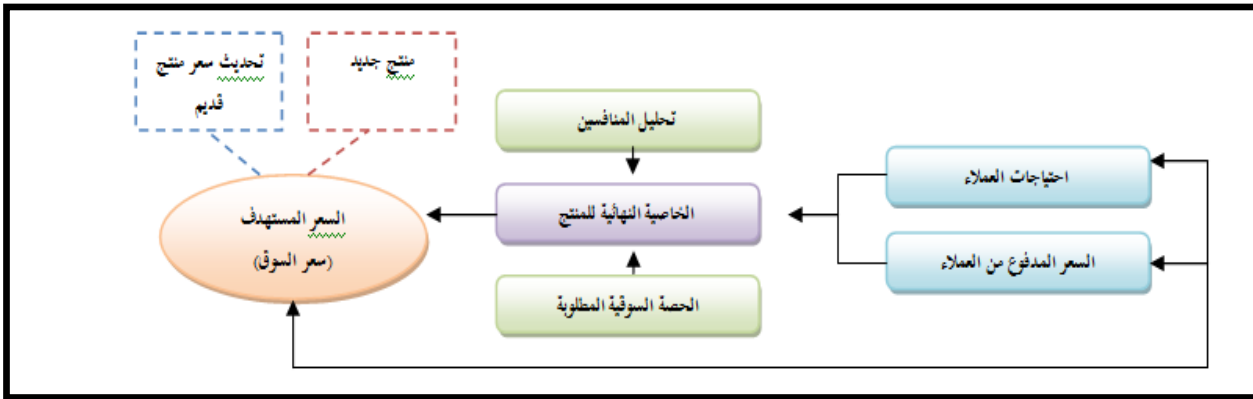 احتياجات العملاء
السعر المدفوع من العملاء
تحليل المنافسين
الخاصية النهائية للمنتج
الحصة السوقية المطلوبة
منتج جديد
تحديث سعر منتج
قديم
السعر المستهدف
(سعر السوق)